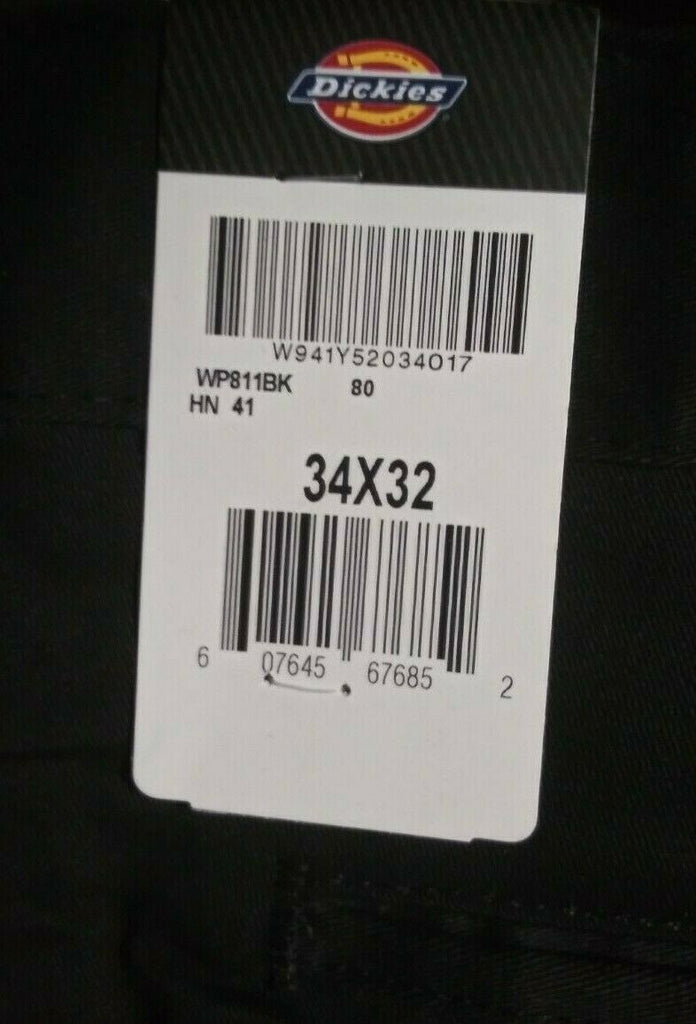 Dickies
W941Y52034017
WP811BK 80
HN 41
34X32
6 07645 67685 2